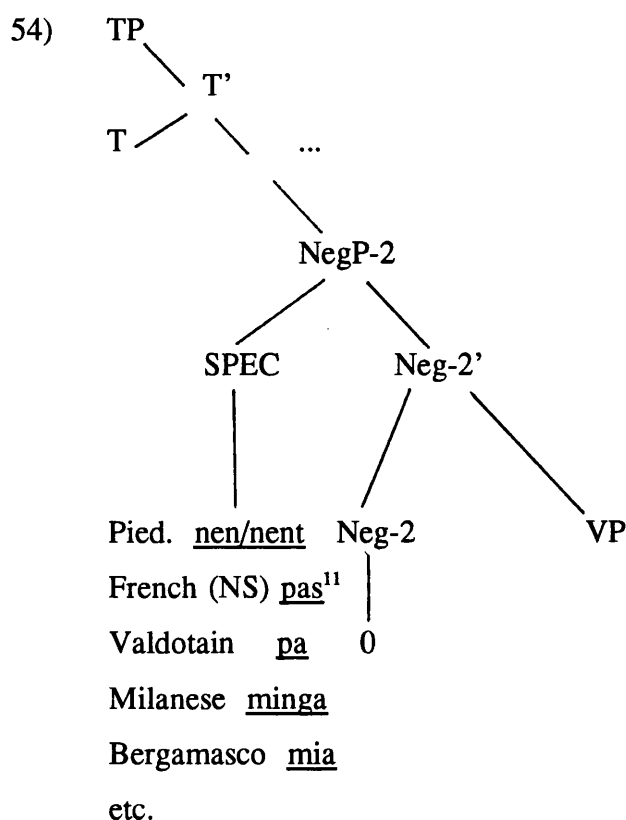 54) TP
T’
T ...
NegP-2
SPEC Neg-2’
Pied. nen/nent Neg-2 VP
French (NS) pas¹¹
Valdotain pa 0
Milanese minga
Bergamasco mia
etc.